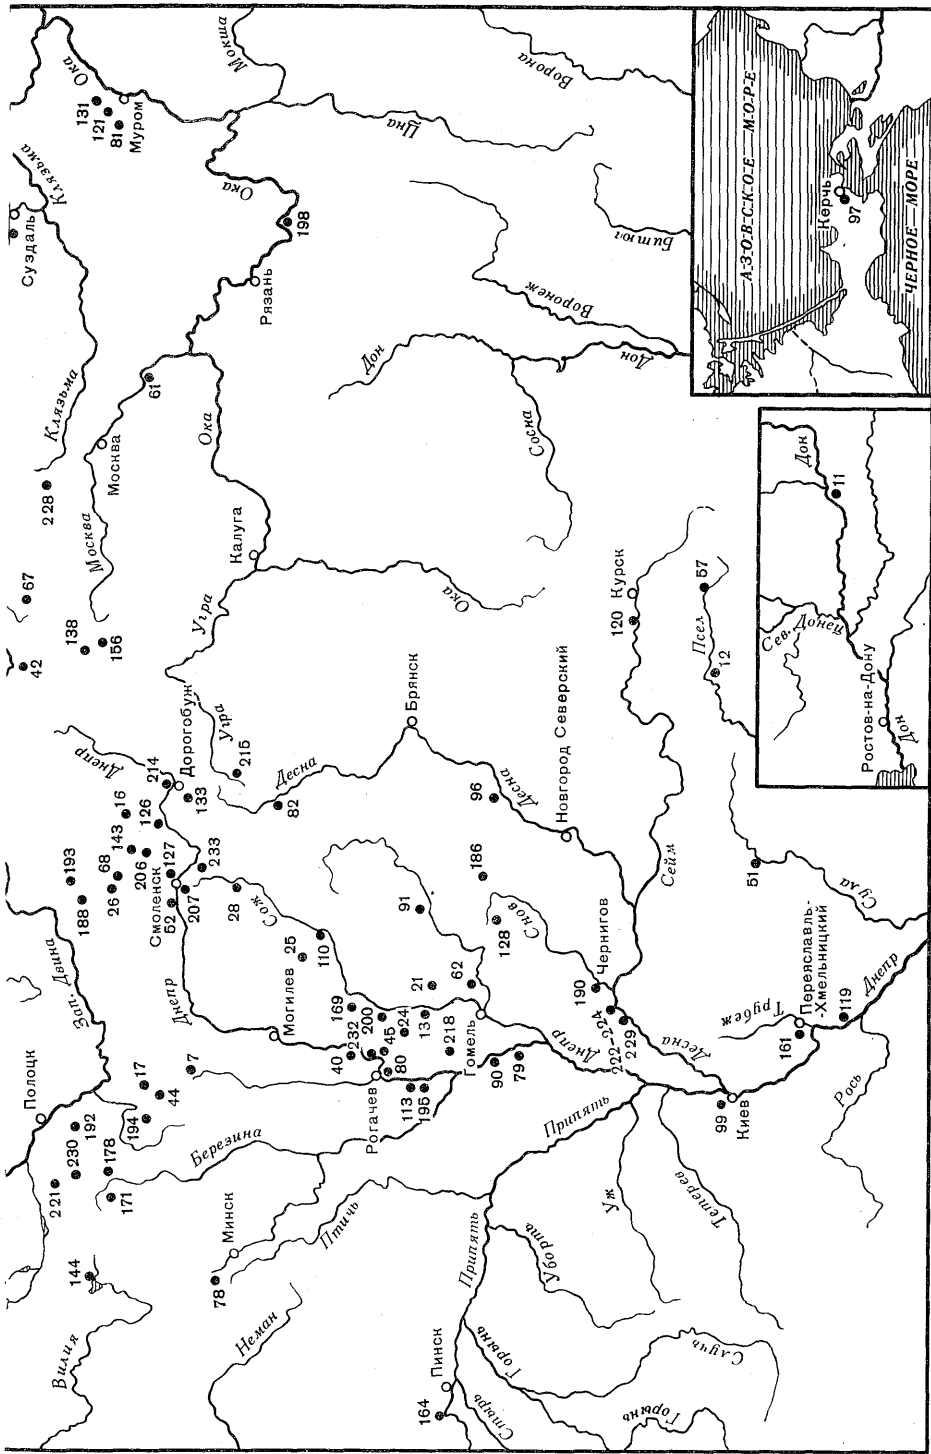 Полоцк
Зап. Двина
Вилия
144
221
230
192
178
171
194
17
44
7
Березина
Минск
78
Неман
Птичь
Днепр
Могилев
Смоленск
52
207
127
233
28
Сож
25
110
188
193
26
68
206
143
16
126
214
Днепр
Дорогобуж
133
Угра
215
Угра
Десна
82
42
67
138
156
228
Москва
Москва
Клязьма
Клязьма
Суздаль
131
121
81
Муром
Ока
Мокша
Цна
Ока
198
Рязань
61
Ока
Калуга
Ока
Ворона
Битюг
Воронеж
Дон
Дон
Сосна
Брянск
Десна
96
Новгород Северский
186
91
128
Снов
169
232
40
200
45
80
24
13
21
62
Рогачев
113
195
Гомель
218
90
79
Днепр
Чернигов
190
222–224
229
Десна
Сейм
120
Курск
57
Псел
12
51
Сула
Переяславль-
-Хмельницкий
161
Трубеж
119
Днепр
Рось
99
Киев
Припять
Припять
Уж
Тетерев
Уборть
Пинск
164
Стырь
Горынь
Горынь
Случь
Дон
11
Сев. Донец
Ростов-на-Дону
Дон
АЗОВСКОЕ МОРЕ
Керчь
97
ЧЕРНОЕ МОРЕ